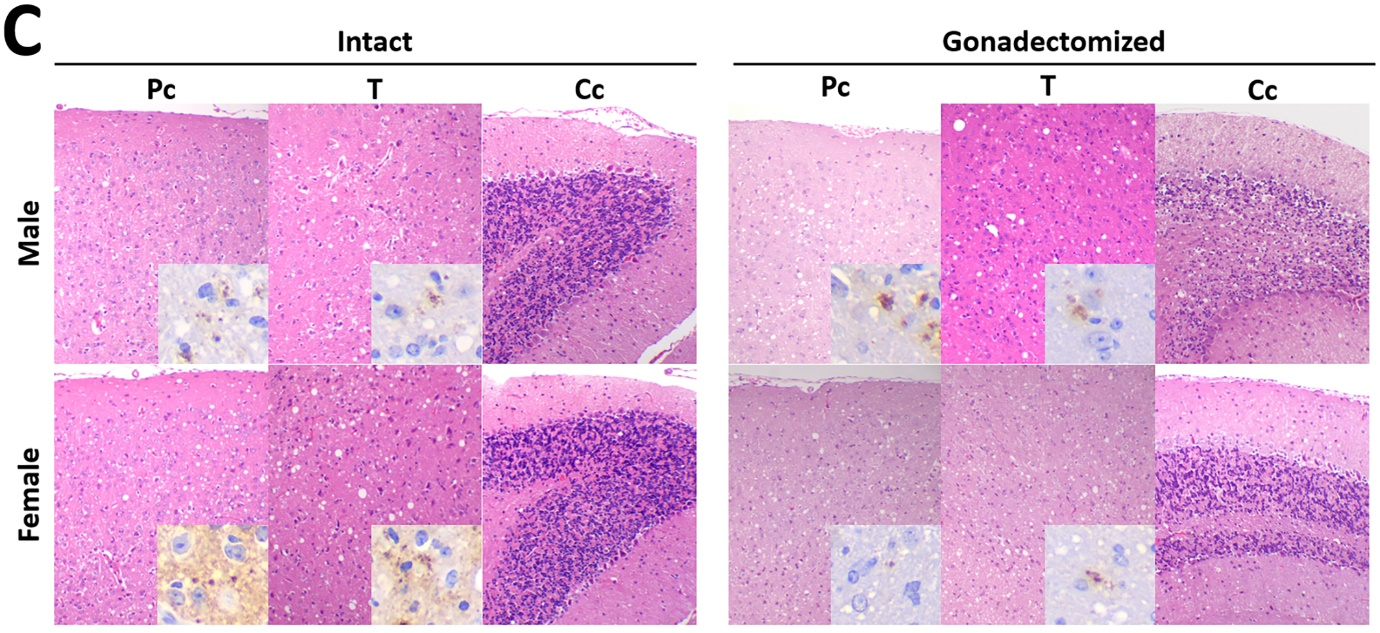 C
Intact
Gonadectomized
Pc T Cc
Pc T Cc
Male
Female